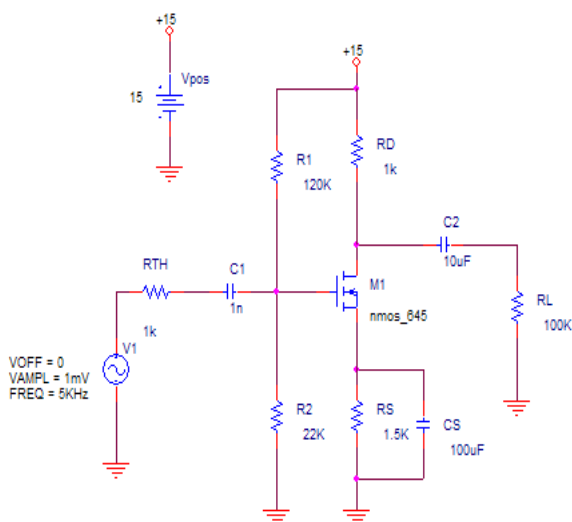 +15
+15
Vpos
15
R1
120K
RD
1k
C2
10uF
RTH
1k
C1
1n
M1
nmos_645
RL
100K
V1
VOFF = 0
VAMPL = 1mV
FREQ = 5KHz
R2
22K
RS
1.5K
CS
100uF